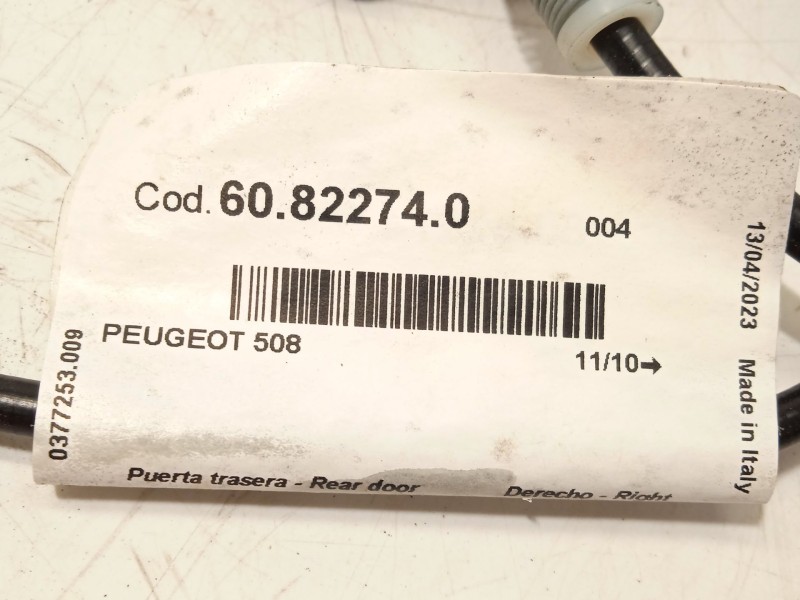 Cod. 60.82274.0
004
PEUGEOT 508
11/10→
Puerta trasera - Rear door
Derecho - Right
0377253.009
13/04/2023 Made in Italy